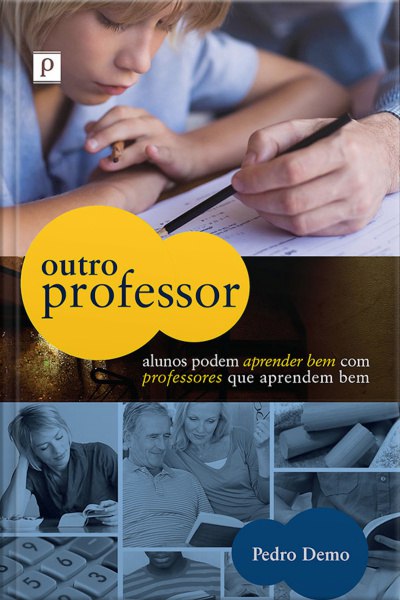 ρ
outro
professor
alunos podem aprender bem com
professores que aprendem bem
Pedro Demo